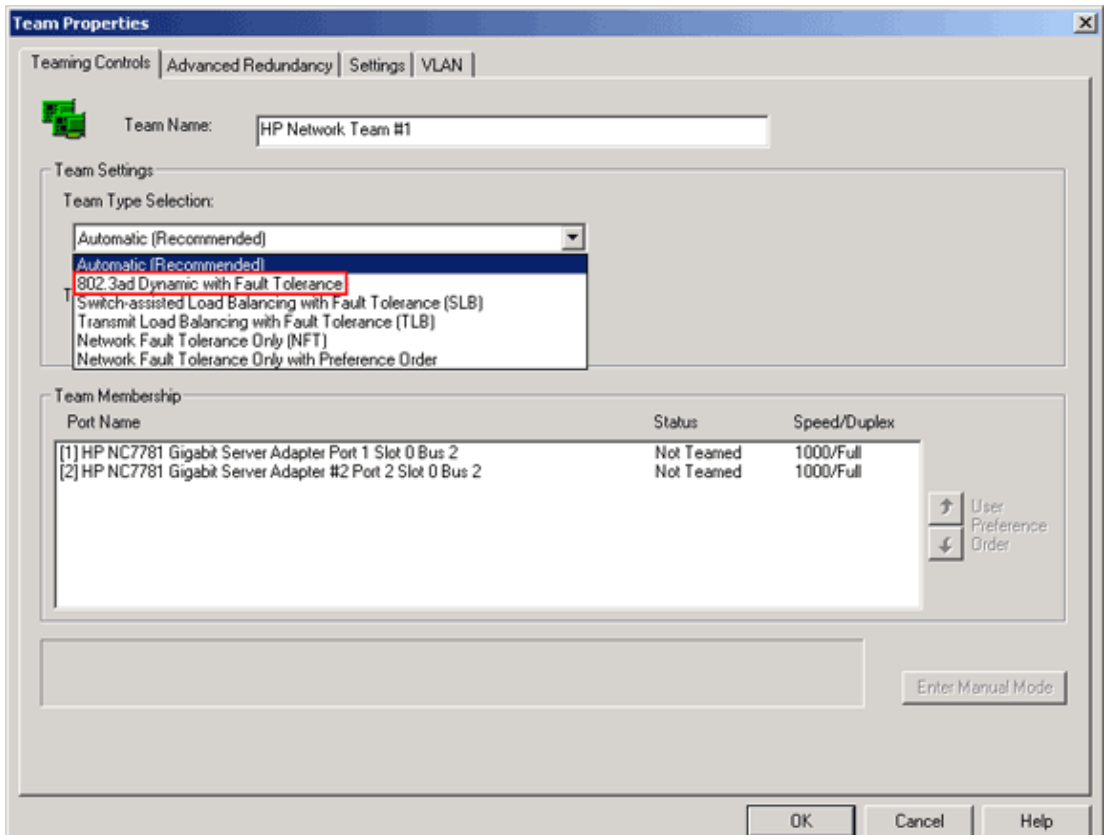 Team Properties
Teaming Controls Advanced Redundancy Settings VLAN
Team Name: HP Network Team #1
Team Settings
Team Type Selection:
Automatic (Recommended)
Automatic (Recommended)
802.3ad Dynamic with Fault Tolerance
T
Switch-assisted Load Balancing with Fault Tolerance (SLB)
Transmit Load Balancing with Fault Tolerance (TLB)
Network Fault Tolerance Only (NFT)
Network Fault Tolerance Only with Preference Order
Team Membership
Port Name Status Speed/Duplex
[1] HP NC7781 Gigabit Server Adapter Port 1 Slot 0 Bus 2 Not Teamed 1000/Full
[2] HP NC7781 Gigabit Server Adapter #2 Port 2 Slot 0 Bus 2 Not Teamed 1000/Full
User
Preference
Order
Enter Manual Mode
OK Cancel Help